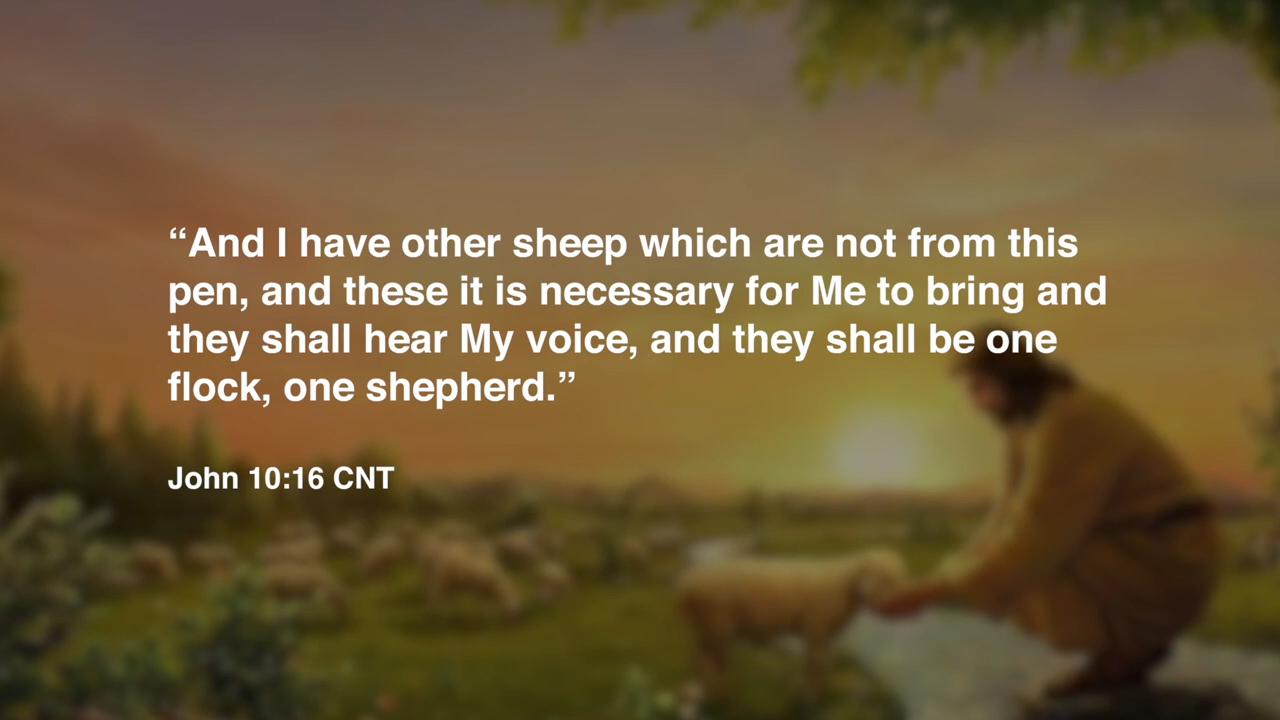 “And I have other sheep which are not from this
pen, and these it is necessary for Me to bring and
they shall hear My voice, and they shall be one
flock, one shepherd.”
John 10:16 CNT